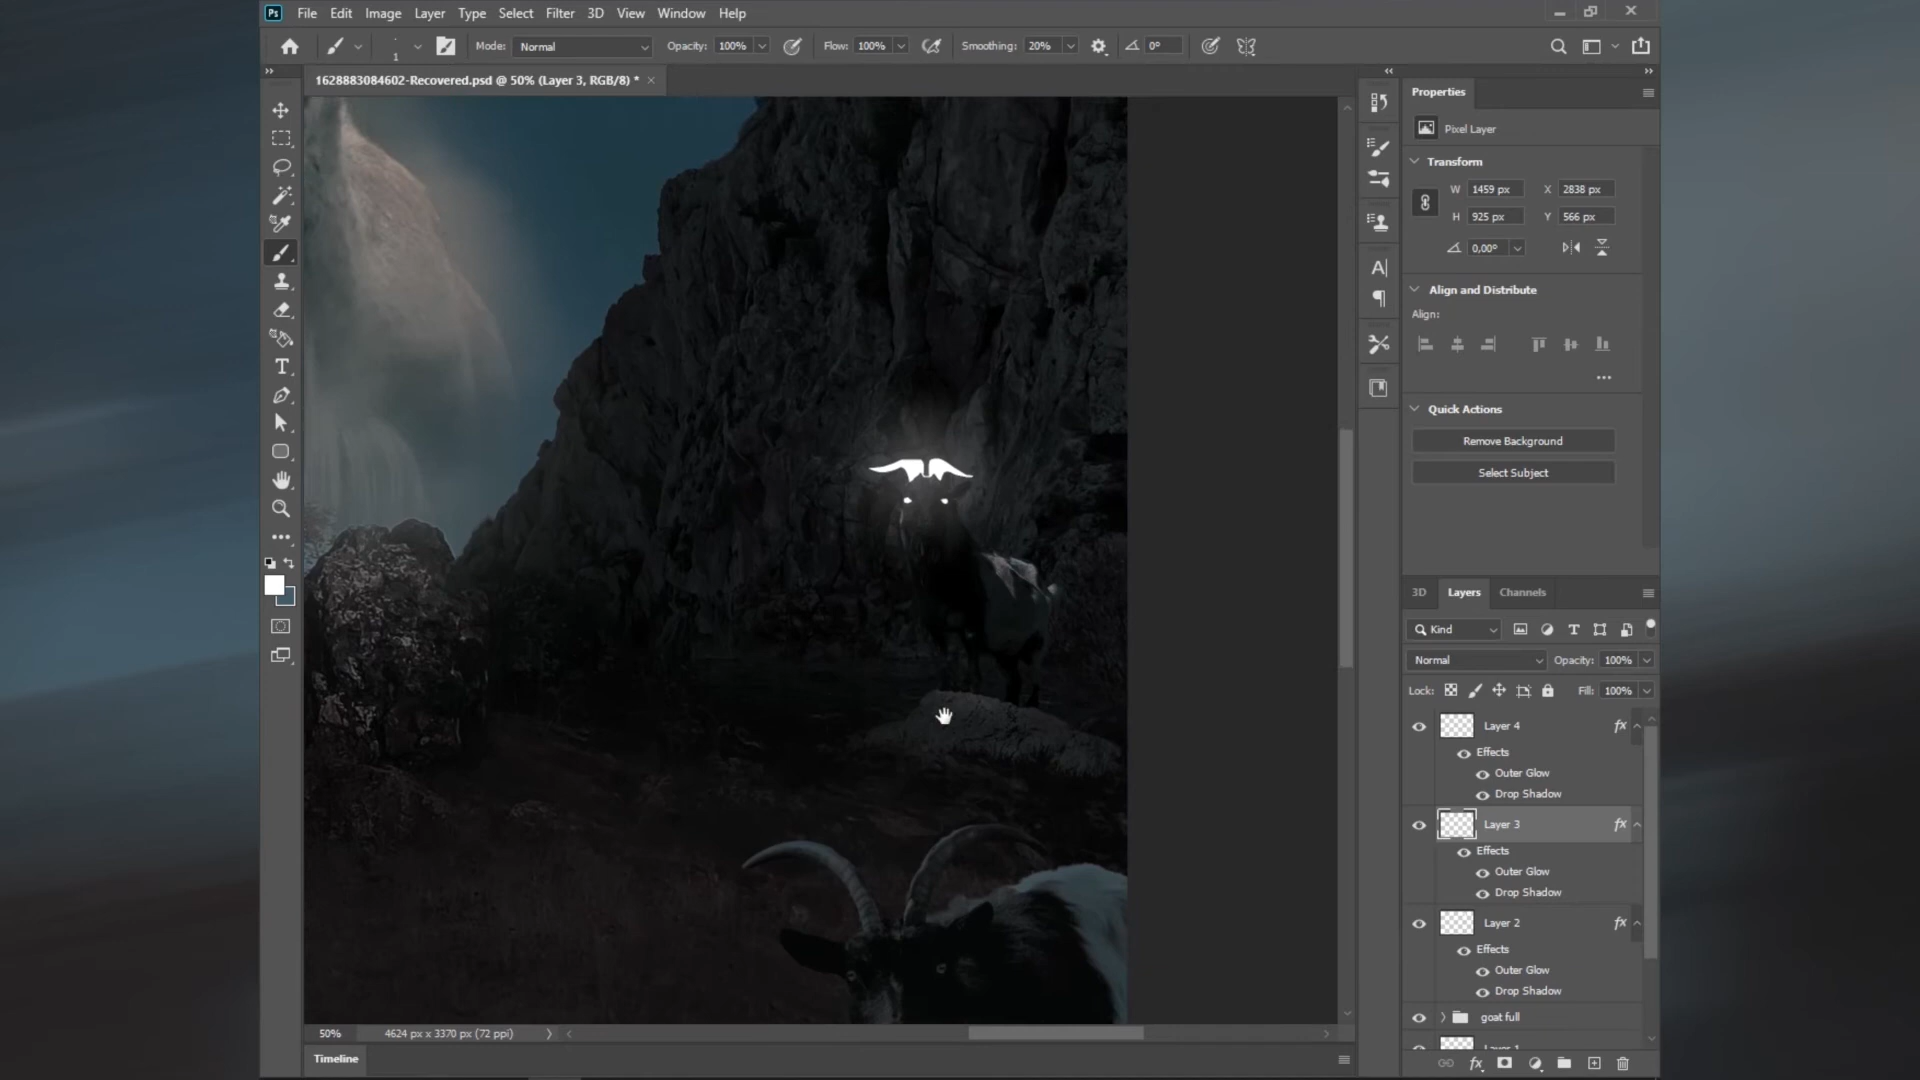 Ps File Edit Image Layer Type Select Filter 3D View Window Help
1 Mode: Normal Opacity: 100% Flow: 100% Smoothing: 20% 0°
1628883084602-Recovered.psd @ 50% (Layer 3, RGB/8) *
Properties
Pixel Layer
Transform
W 1459 px X 2838 px
H 925 px Y 566 px
0,00°
Align and Distribute
Align:
Quick Actions
Remove Background
Select Subject
3D Layers Channels
Kind
Normal Opacity: 100%
Lock: Fill: 100%
Layer 4 fx
Effects
Outer Glow
Drop Shadow
Layer 3 fx
Effects
Outer Glow
Drop Shadow
Layer 2 fx
Effects
Outer Glow
Drop Shadow
goat full
Layer 1
fx
50% 4624 px x 3370 px (72 ppi)
Timeline